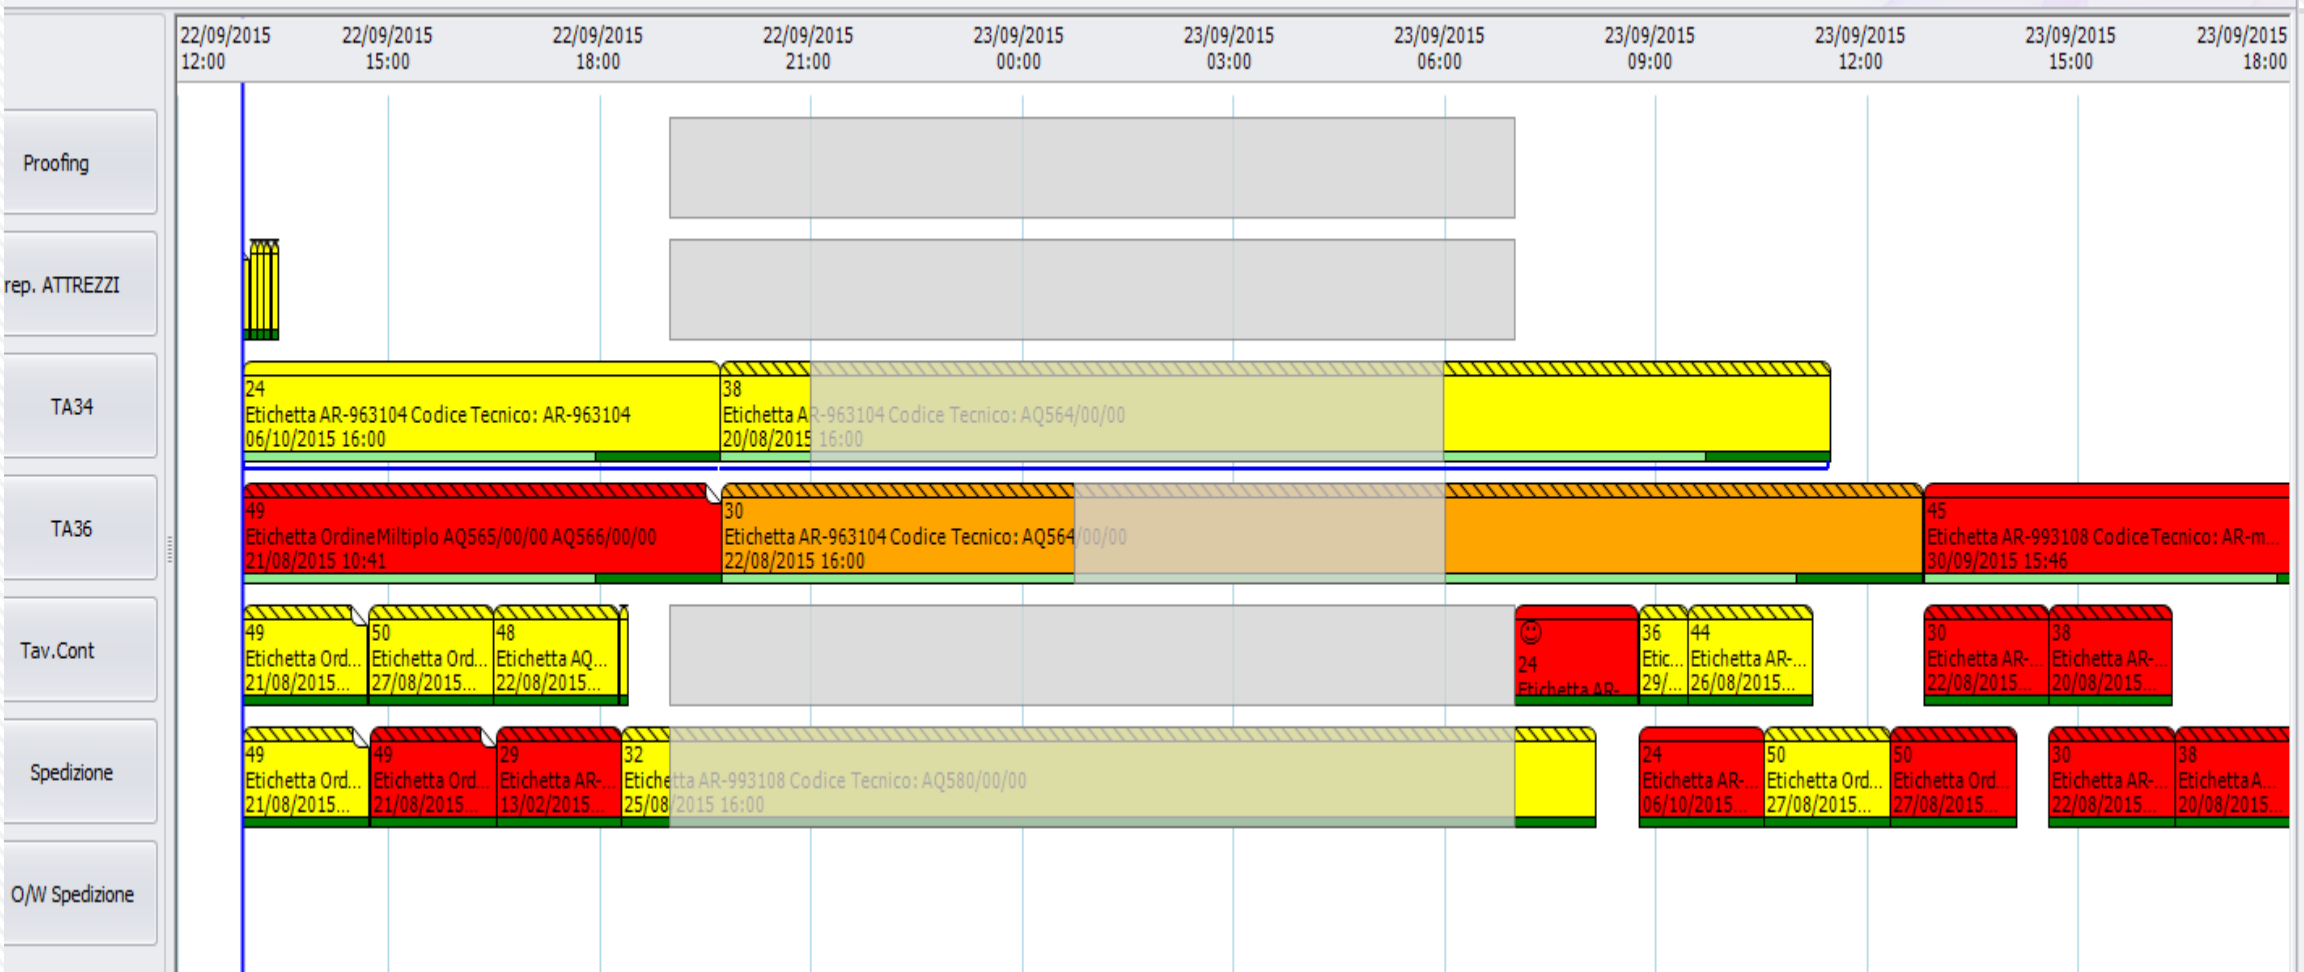 22/09/2015 22/09/2015 22/09/2015 22/09/2015 23/09/2015 23/09/2015 23/09/2015 23/09/2015 23/09/2015 23/09/2015 23/09/2015
12:00 15:00 18:00 21:00 00:00 03:00 06:00 09:00 12:00 15:00 18:00
Proofing
rep. ATTREZZI
TA34
24
Etichetta AR-963104 Codice Tecnico: AR-963104
06/10/2015 16:00
38
Etichetta AR-963104 Codice Tecnico: AQ564/00/00
20/08/2015 16:00
TA36
49
Etichetta OrdineMiltiplo AQ565/00/00 AQ566/00/00
21/08/2015 10:41
30
Etichetta AR-963104 Codice Tecnico: AQ564/00/00
22/08/2015 16:00
45
Etichetta AR-993108 Codice Tecnico: AR-m...
30/09/2015 15:46
Tav.Cont
49
Etichetta Ord...
21/08/2015...
50
Etichetta Ord...
27/08/2015...
48
Etichetta AQ...
22/08/2015...
24
Etichetta AR-
36
Etic...
29/...
44
Etichetta AR-...
26/08/2015...
30
Etichetta AR-...
22/08/2015...
38
Etichetta AR-...
20/08/2015...
Spedizione
49
Etichetta Ord...
21/08/2015...
49
Etichetta Ord...
21/08/2015...
29
Etichetta AR-...
13/02/2015...
32
Etichetta AR-993108 Codice Tecnico: AQ580/00/00
25/08/2015 16:00
24
Etichetta AR-...
06/10/2015...
50
Etichetta Ord...
27/08/2015...
50
Etichetta Ord...
27/08/2015...
30
Etichetta AR-...
22/08/2015...
38
Etichetta A...
20/08/2015...
O/W Spedizione